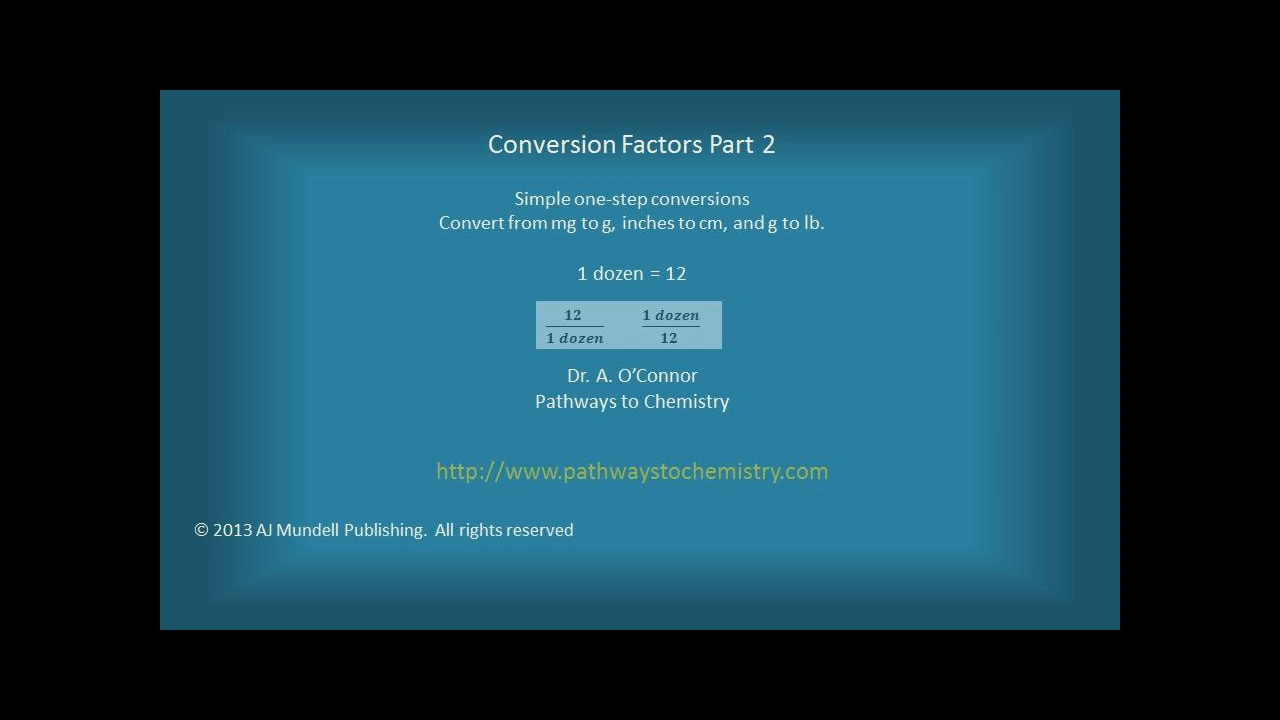 Conversion Factors Part 2
Simple one-step conversions
Convert from mg to g, inches to cm, and g to lb.
1 dozen = 12
12 1 dozen
1 dozen 12
Dr. A. O’Connor
Pathways to Chemistry
http://www.pathwaystochemistry.com
© 2013 AJ Mundell Publishing. All rights reserved